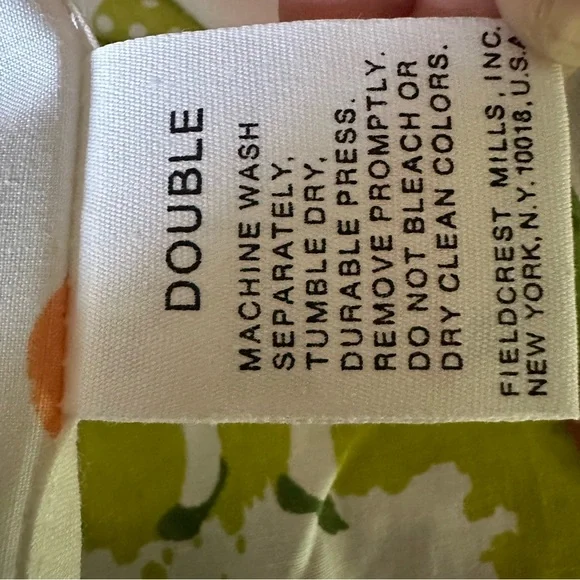 DOUBLE
MACHINE WASH
SEPARATELY,
TUMBLE DRY,
DURABLE PRESS.
REMOVE PROMPTLY.
DO NOT BLEACH OR
DRY CLEAN COLORS.
FIELDCREST MILLS, INC.
NEW YORK, N.Y. 10018, U.S.A